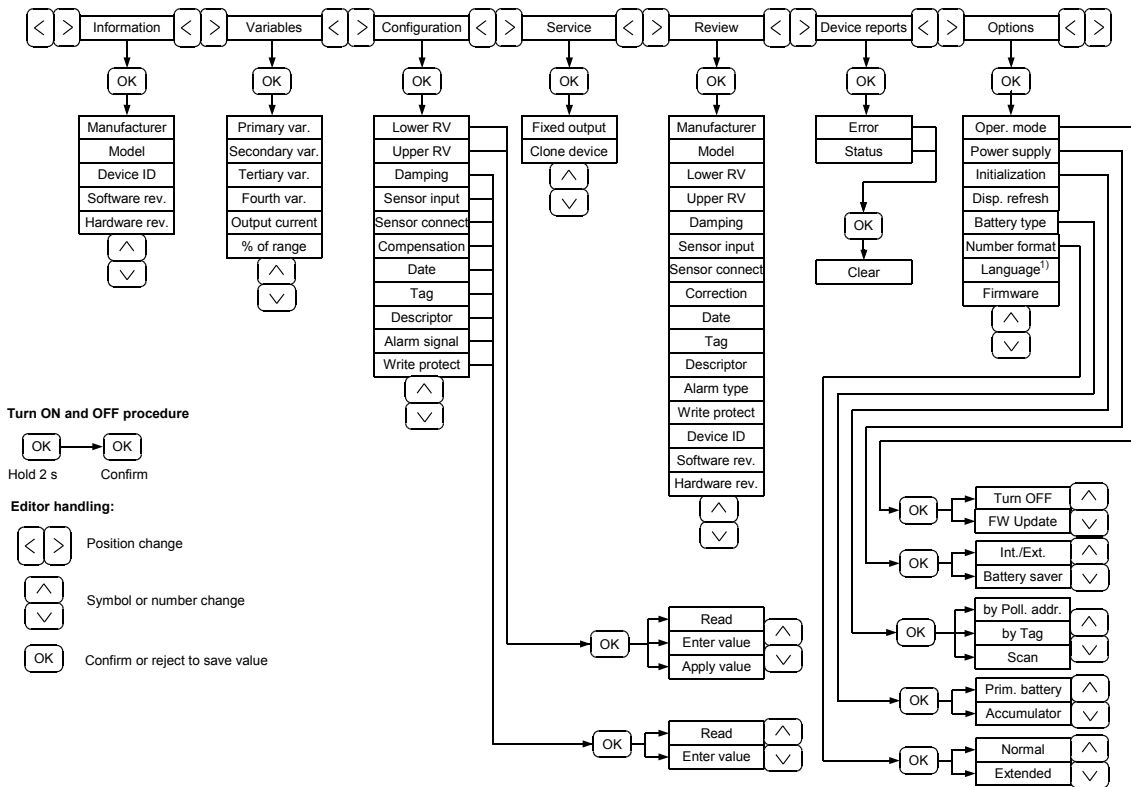 Information Variables Configuration Service Review Device reports Options
OK OK OK OK OK OK OK
Manufacturer
Model
Device ID
Software rev.
Hardware rev.
Primary var.
Secondary var.
Tertiary var.
Fourth var.
Output current
% of range
Lower RV
Upper RV
Damping
Sensor input
Sensor connect
Compensation
Date
Tag
Descriptor
Alarm signal
Write protect
Fixed output
Clone device
Manufacturer
Model
Lower RV
Upper RV
Damping
Sensor input
Sensor connect
Correction
Date
Tag
Descriptor
Alarm type
Write protect
Device ID
Software rev.
Hardware rev.
Error
Status
OK
Clear
Oper. mode
Power supply
Initialization
Disp. refresh
Battery type
Number format
Language1)
Firmware
Turn ON and OFF procedure
OK OK
Hold 2 s Confirm
Editor handling:
Position change
Symbol or number change
OK Confirm or reject to save value
OK
Read
Enter value
Apply value
OK
Read
Enter value
OK
Turn OFF
FW Update
OK
Int./Ext.
Battery saver
OK
by Poll. addr.
by Tag
Scan
OK
Prim. battery
Accumulator
OK
Normal
Extended